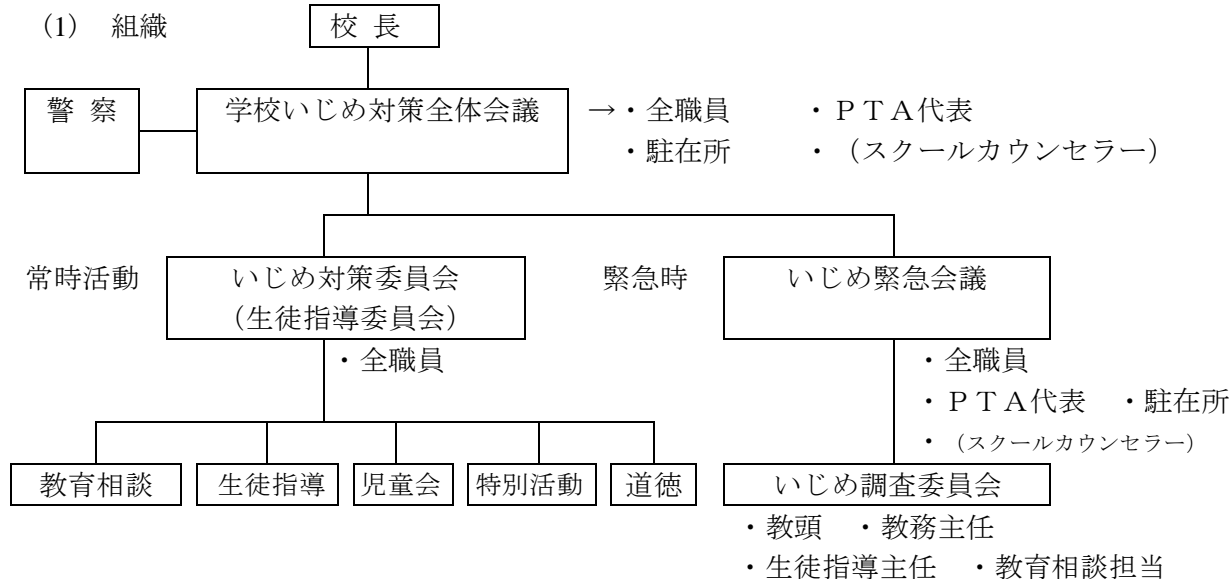 (1) 組織
校 長
警 察
学校いじめ対策全体会議
→・全職員 ・ＰＴＡ代表
・駐在所 ・（スクールカウンセラー）
常時活動
いじめ対策委員会
（生徒指導委員会）
・全職員
緊急時
いじめ緊急会議
・全職員
・ＰＴＡ代表 ・駐在所
・（スクールカウンセラー）
教育相談
生徒指導
児童会
特別活動
道徳
いじめ調査委員会
・教頭 ・教務主任
・生徒指導主任 ・教育相談担当